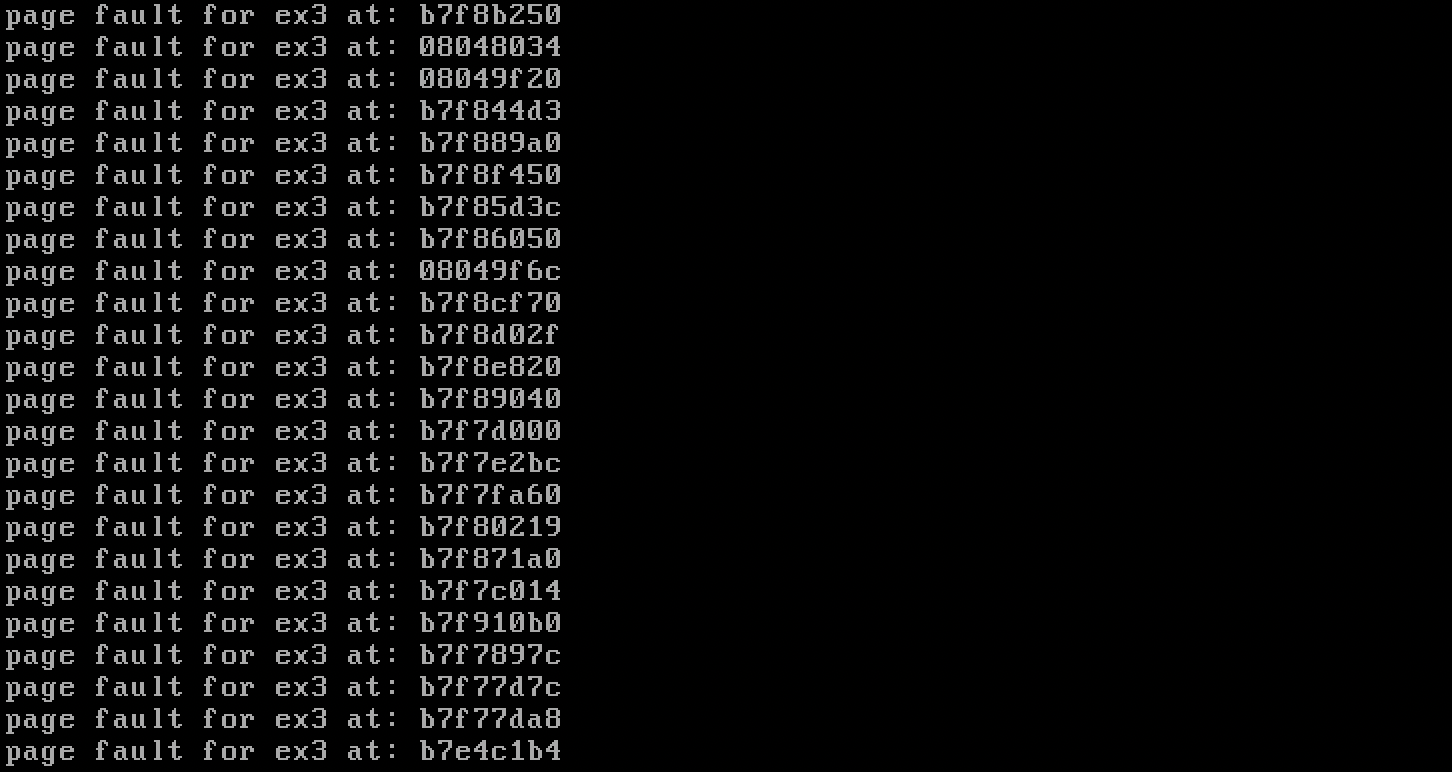 page fault for ex3 at: b7f8b250
page fault for ex3 at: 08048034
page fault for ex3 at: 08049f20
page fault for ex3 at: b7f844d3
page fault for ex3 at: b7f889a0
page fault for ex3 at: b7f8f450
page fault for ex3 at: b7f85d3c
page fault for ex3 at: b7f86050
page fault for ex3 at: 08049f6c
page fault for ex3 at: b7f8cf70
page fault for ex3 at: b7f8d02f
page fault for ex3 at: b7f8e820
page fault for ex3 at: b7f89040
page fault for ex3 at: b7f7d000
page fault for ex3 at: b7f7e2bc
page fault for ex3 at: b7f7fa60
page fault for ex3 at: b7f80219
page fault for ex3 at: b7f871a0
page fault for ex3 at: b7f7c014
page fault for ex3 at: b7f910b0
page fault for ex3 at: b7f7897c
page fault for ex3 at: b7f77d7c
page fault for ex3 at: b7f77da8
page fault for ex3 at: b7e4c1b4